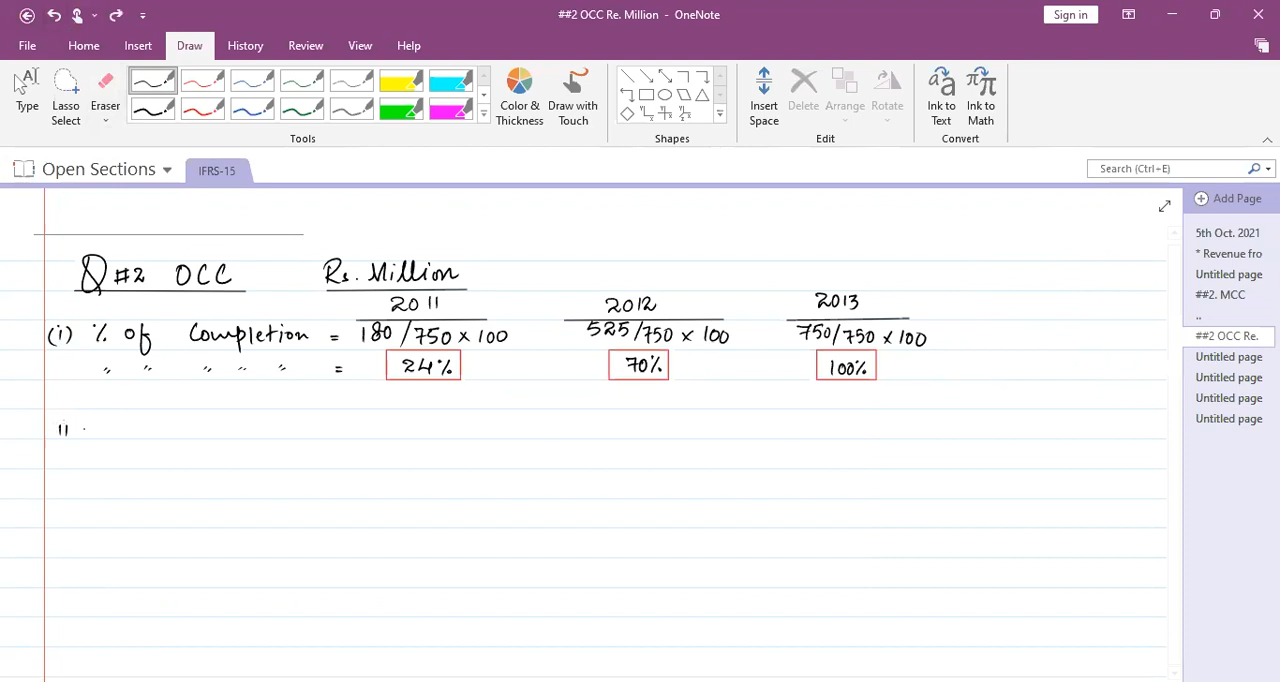 ##2 OCC Re. Million - OneNote
Sign in
File Home Insert Draw History Review View Help
Type
Lasso Select
Eraser
Color & Thickness
Draw with Touch
Insert Space
Delete
Arrange
Rotate
Ink to Text
Ink to Math
Tools
Shapes
Edit
Convert
Open Sections
IFRS-15
Search (Ctrl+E)
Add Page
5th Oct. 2021
* Revenue fro
Untitled page
##2. MCC
..
##2 OCC Re.
Untitled page
Untitled page
Untitled page
Untitled page
Q #2 OCC Rs. Million
2011 2012 2013
(i) % of Completion = 180/750 × 100 525/750 × 100 750/750 × 100
" " " " " = 24% 70% 100%
ii